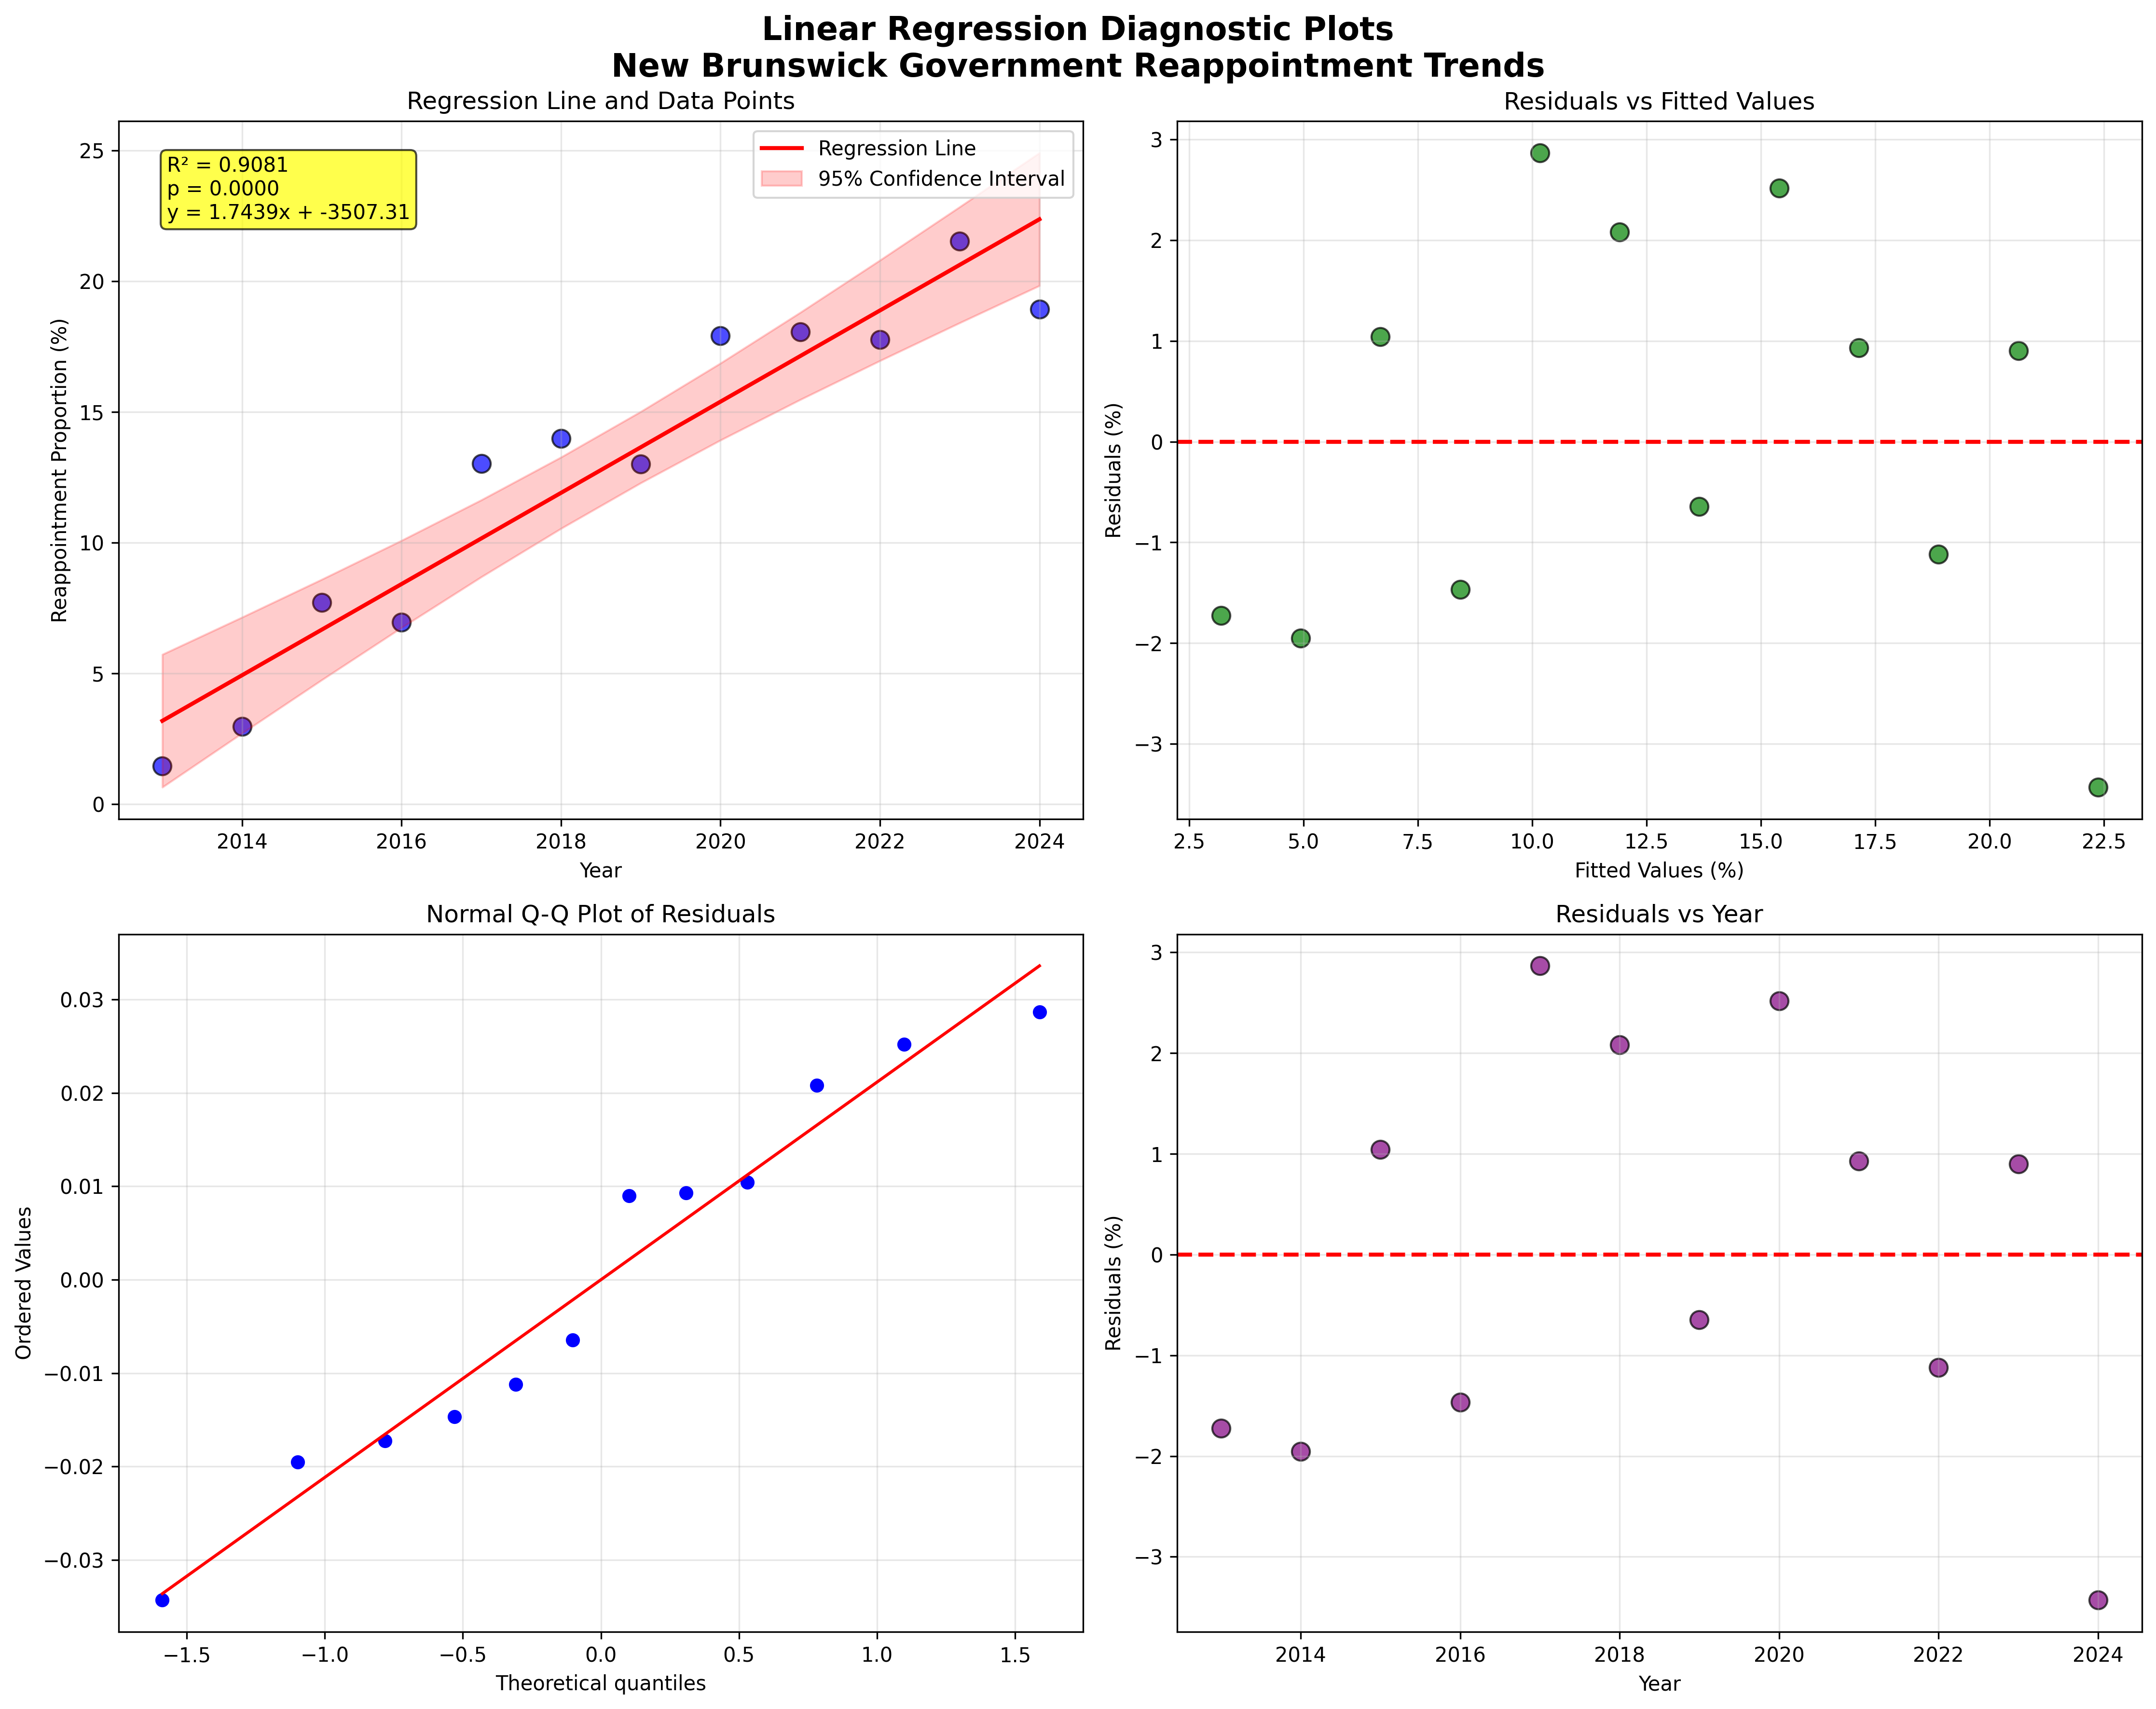 Linear Regression Diagnostic Plots
New Brunswick Government Reappointment Trends
Regression Line and Data Points
R² = 0.9081
p = 0.0000
y = 1.7439x + -3507.31
Regression Line
95% Confidence Interval
Reappointment Proportion (%)
25
20
15
10
5
0
2014 2016 2018 2020 2022 2024
Year
Residuals vs Fitted Values
Residuals (%)
3
2
1
0
−1
−2
−3
2.5 5.0 7.5 10.0 12.5 15.0 17.5 20.0 22.5
Fitted Values (%)
Normal Q-Q Plot of Residuals
Ordered Values
0.03
0.02
0.01
0.00
−0.01
−0.02
−0.03
−1.5 −1.0 −0.5 0.0 0.5 1.0 1.5
Theoretical quantiles
Residuals vs Year
Residuals (%)
3
2
1
0
−1
−2
−3
2014 2016 2018 2020 2022 2024
Year